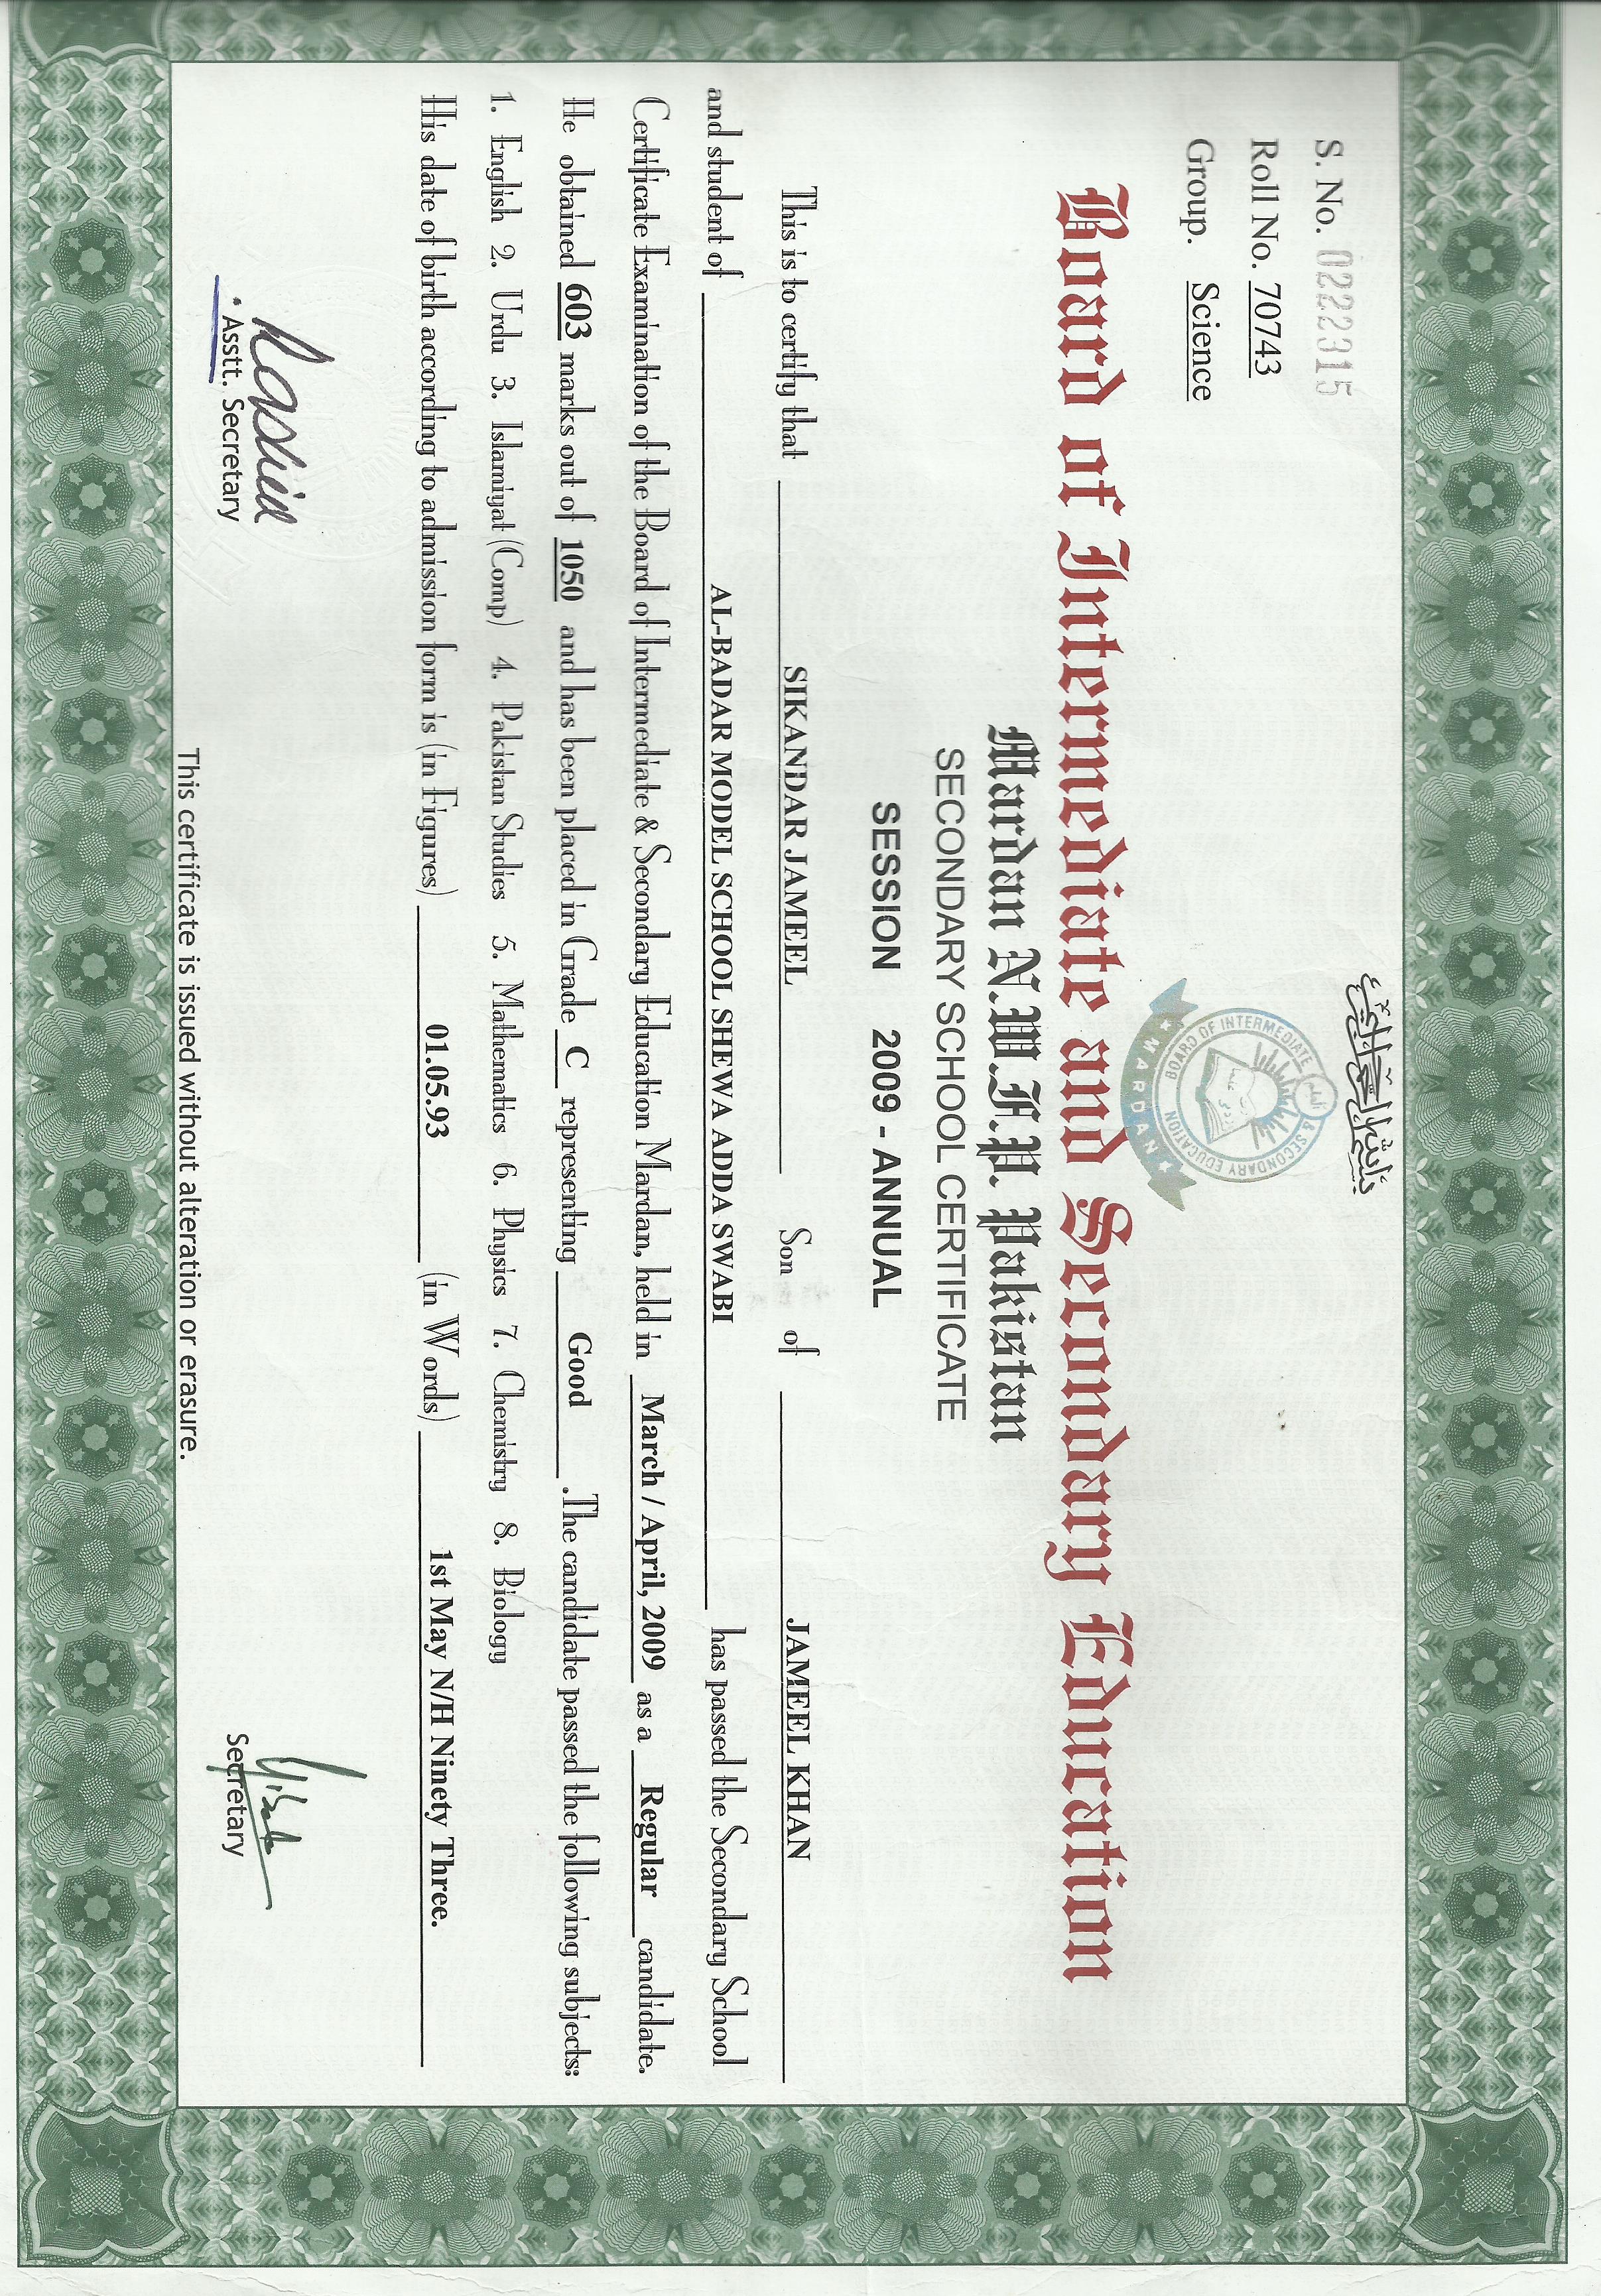 بسم الله الرحمن الرحيم
S. No. 0222315
Roll No. 70743
Group. Science
BOARD OF INTERMEDIATE & SECONDARY EDUCATION
MARDAN
Board of Intermediate and Secondary Education
Mardan N.W.F.P. Pakistan
SECONDARY SCHOOL CERTIFICATE
SESSION 2009 - ANNUAL
This is to certify that SIKANDAR JAMEEL Son of JAMEEL KHAN
and student of AL-BADAR MODEL SCHOOL SHEWA ADDA SWABI has passed the Secondary School
Certificate Examination of the Board of Intermediate & Secondary Education Mardan, held in March / April, 2009 as a Regular candidate.
He obtained 603 marks out of 1050 and has been placed in Grade C representing Good .The candidate passed the following subjects:
1. English 2. Urdu 3. Islamiyat (Comp) 4. Pakistan Studies 5. Mathematics 6. Physics 7. Chemistry 8. Biology
His date of birth according to admission form is (in Figures) 01.05.93 (in Words) 1st May N/H Ninety Three.
Asstt. Secretary
Secretary
This certificate is issued without alteration or erasure.